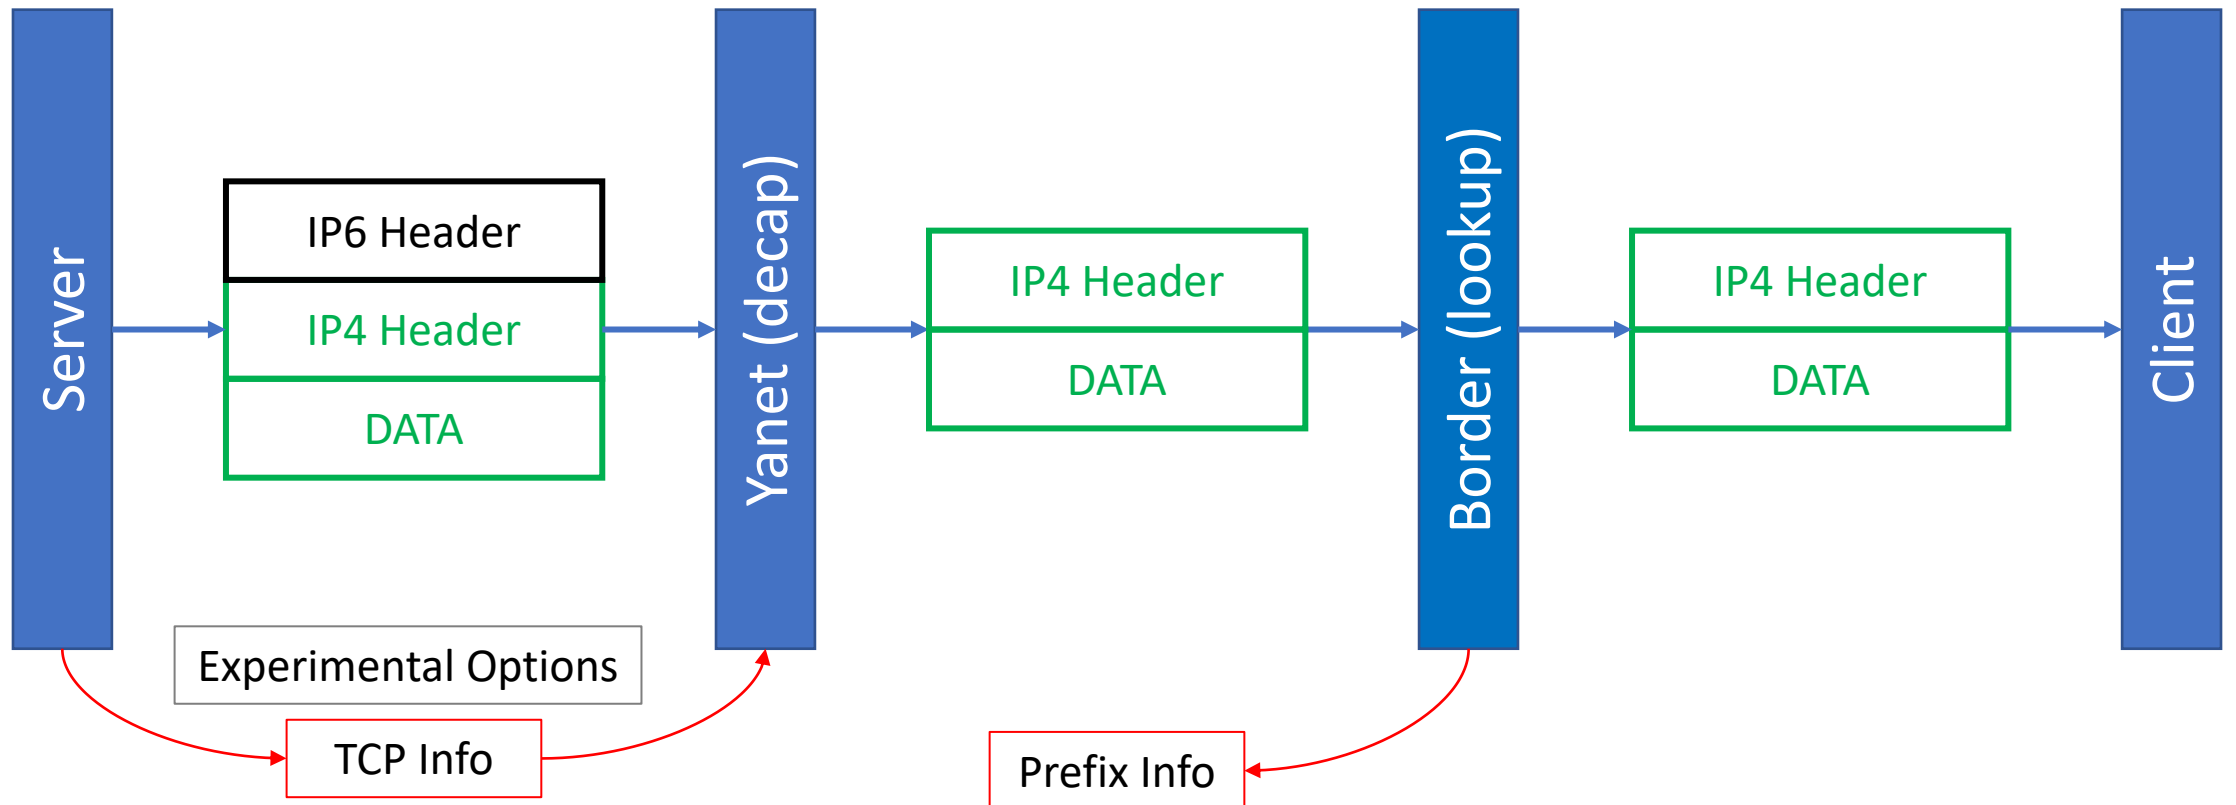 Server
IP6 Header
IP4 Header
DATA
Yanet (decap)
IP4 Header
DATA
Border (lookup)
IP4 Header
DATA
Client
Experimental Options
TCP Info
Prefix Info